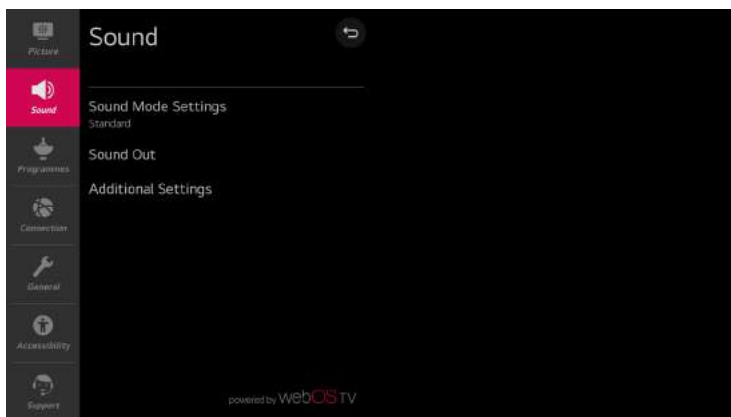 Picture
Sound
Programmes
Connection
General
Accessibility
Support
Sound
Sound Mode Settings
Standard
Sound Out
Additional Settings
powered by webOS TV